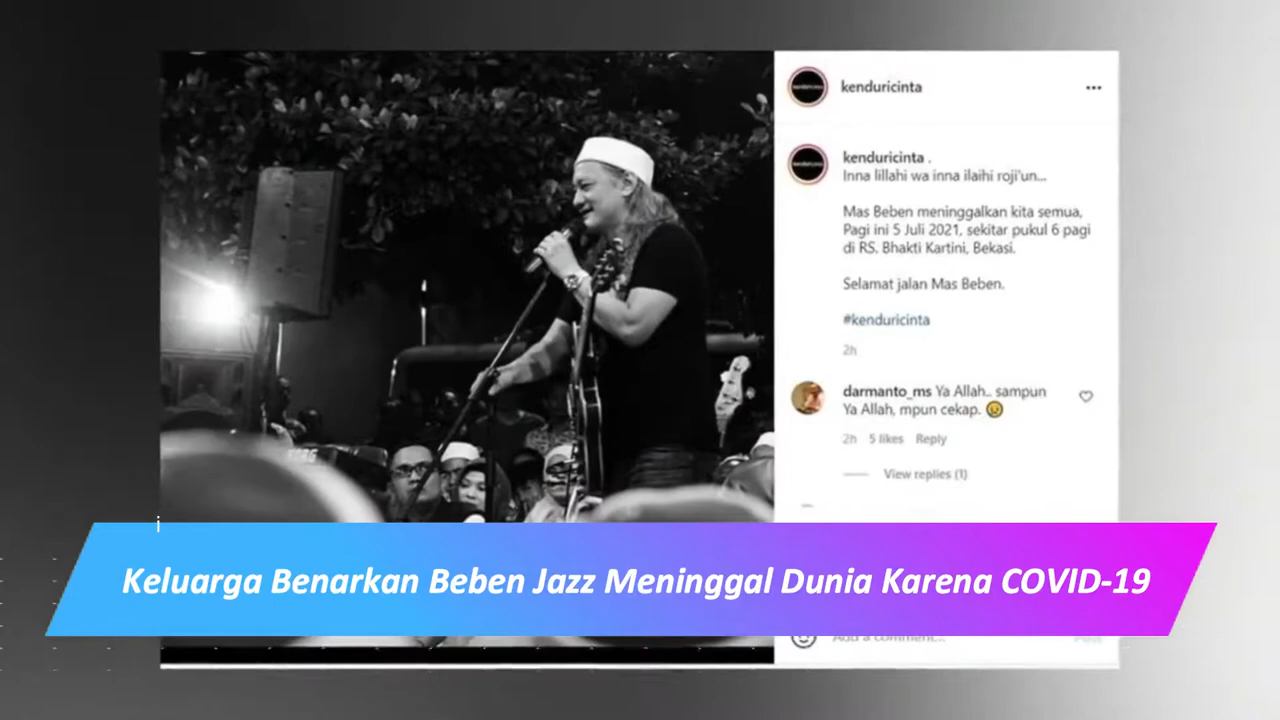 kenduricinta
kenduricinta .
Inna lillahi wa inna ilaihi roji'un...
Mas Beben meninggalkan kita semua,
Pagi ini 5 Juli 2021, sekitar pukul 6 pagi
di RS. Bhakti Kartini, Bekasi.
Selamat jalan Mas Beben.
#kenduricinta
2h
darmanto_ms Ya Allah.. sampun
Ya Allah, mpun cekap. 😢
2h 5 likes Reply
View replies (1)
KORG
i
Keluarga Benarkan Beben Jazz Meninggal Dunia Karena COVID-19
Add a comment...